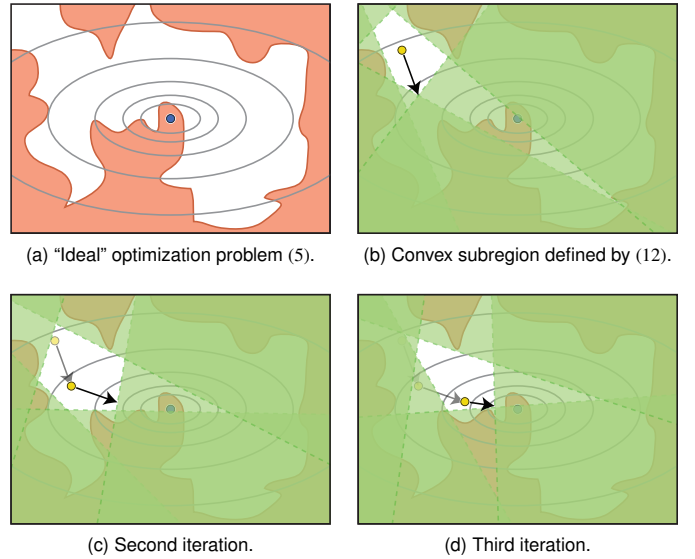 (a) “Ideal” optimization problem (5).
(b) Convex subregion defined by (12).
(c) Second iteration.
(d) Third iteration.